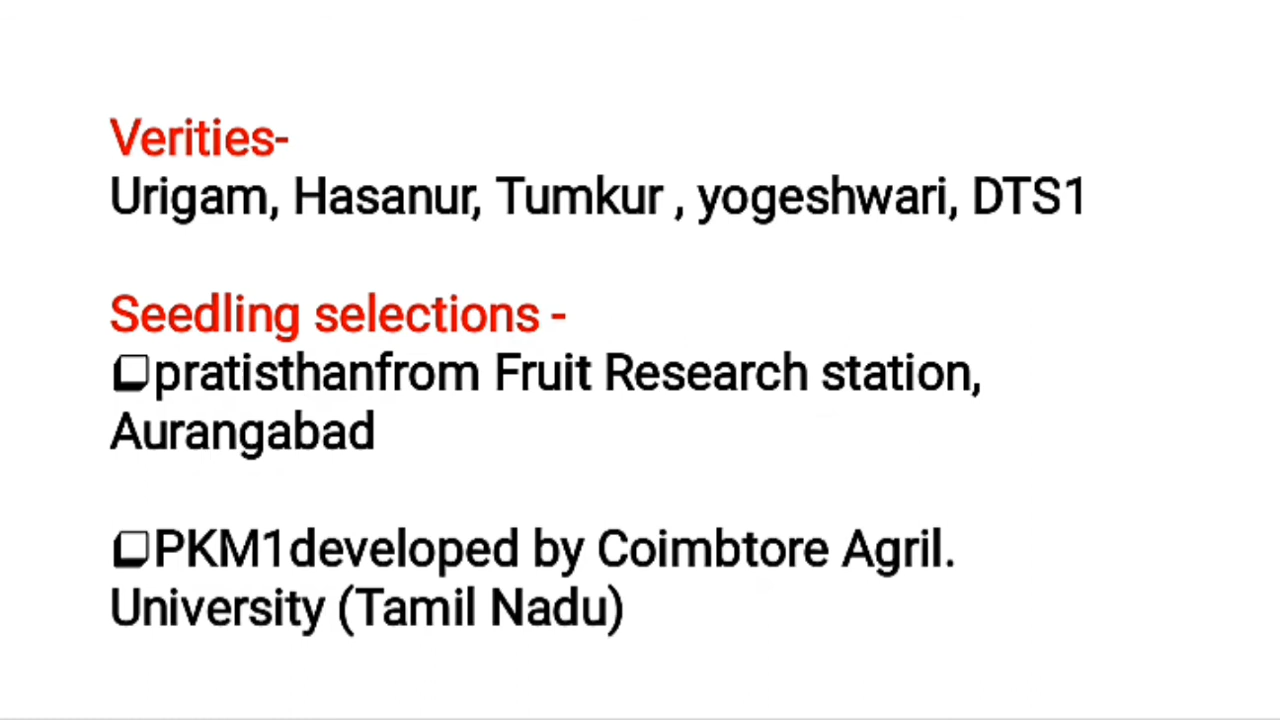 Verities-
Urigam, Hasanur, Tumkur , yogeshwari, DTS1
Seedling selections -
❏pratisthanfrom Fruit Research station,
Aurangabad
❏PKM1developed by Coimbtore Agril.
University (Tamil Nadu)